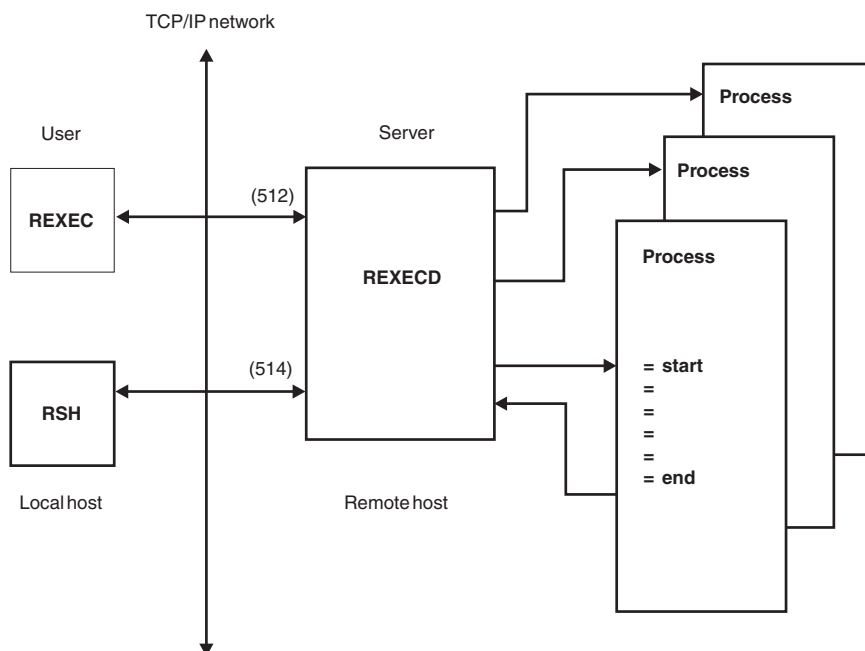 TCP/IP network
User
Server
Process
Process
Process
(512)
REXEC
REXECD
(514)
RSH
= start
=
=
=
=
= end
Local host
Remote host